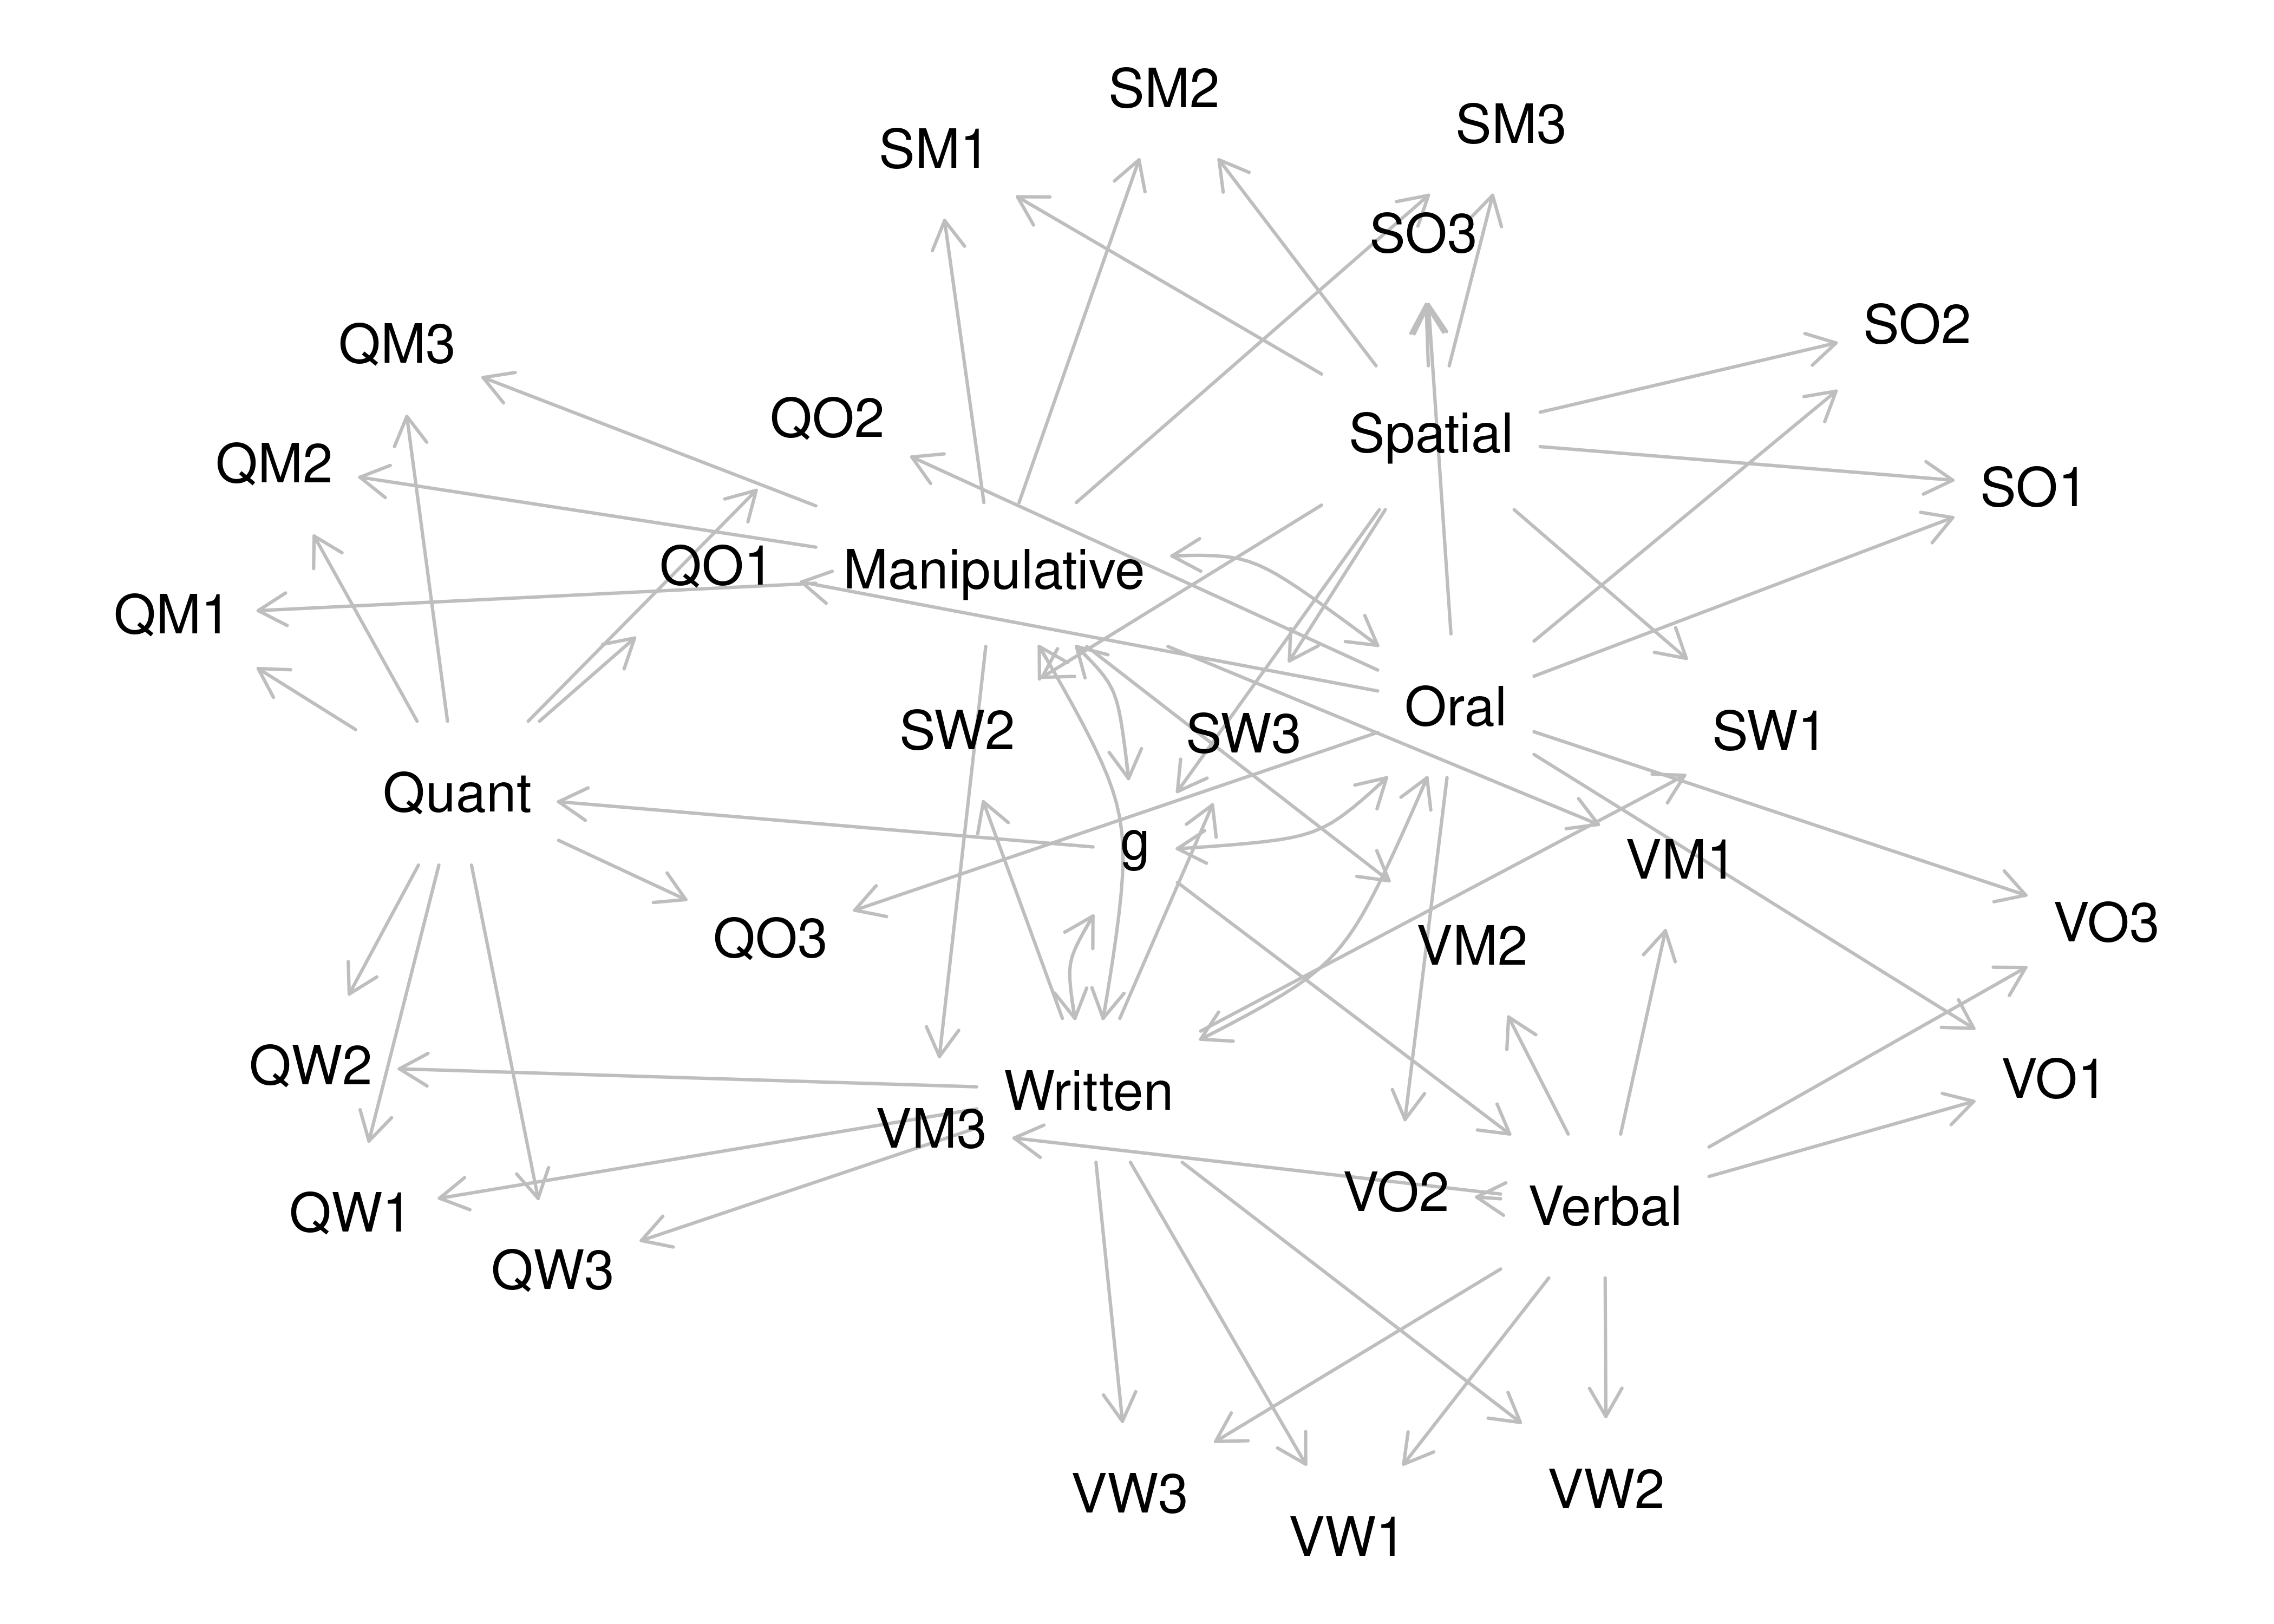 SM2
SM3
SM1
SO3
SO2
QM3
QO2
Spatial
QM2
SO1
QO1
Manipulative
QM1
Oral
SW2
SW3
SW1
Quant
g
VM1
VO3
QO3
VM2
QW2
VO1
Written
VM3
VO2
Verbal
QW1
QW3
VW2
VW3
VW1